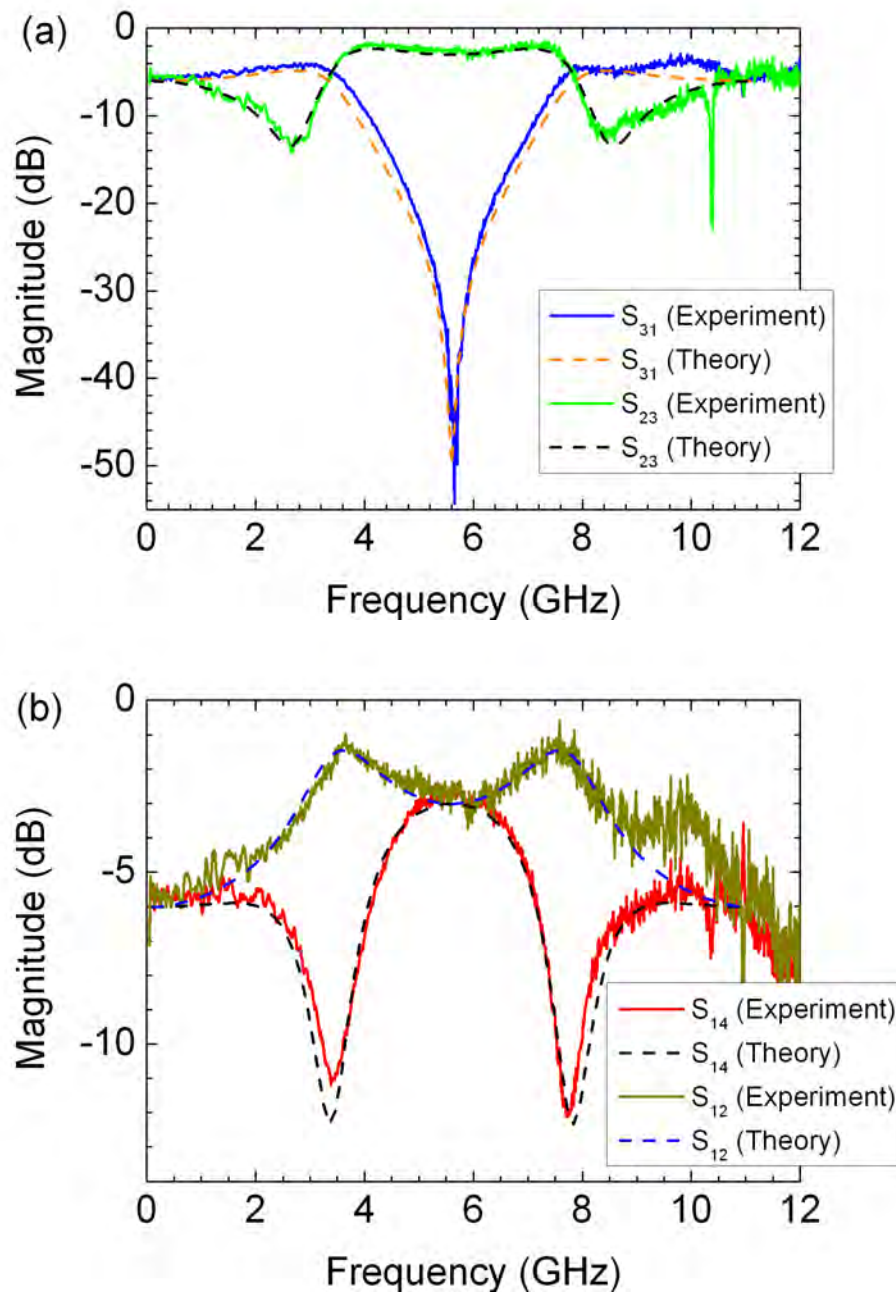 (a)
0
-10
-20
-30
-40
-50
Magnitude (dB)
S31 (Experiment)
S31 (Theory)
S23 (Experiment)
S23 (Theory)
0 2 4 6 8 10 12
Frequency (GHz)
(b)
0
-5
-10
Magnitude (dB)
S14 (Experiment)
S14 (Theory)
S12 (Experiment)
S12 (Theory)
0 2 4 6 8 10 12
Frequency (GHz)